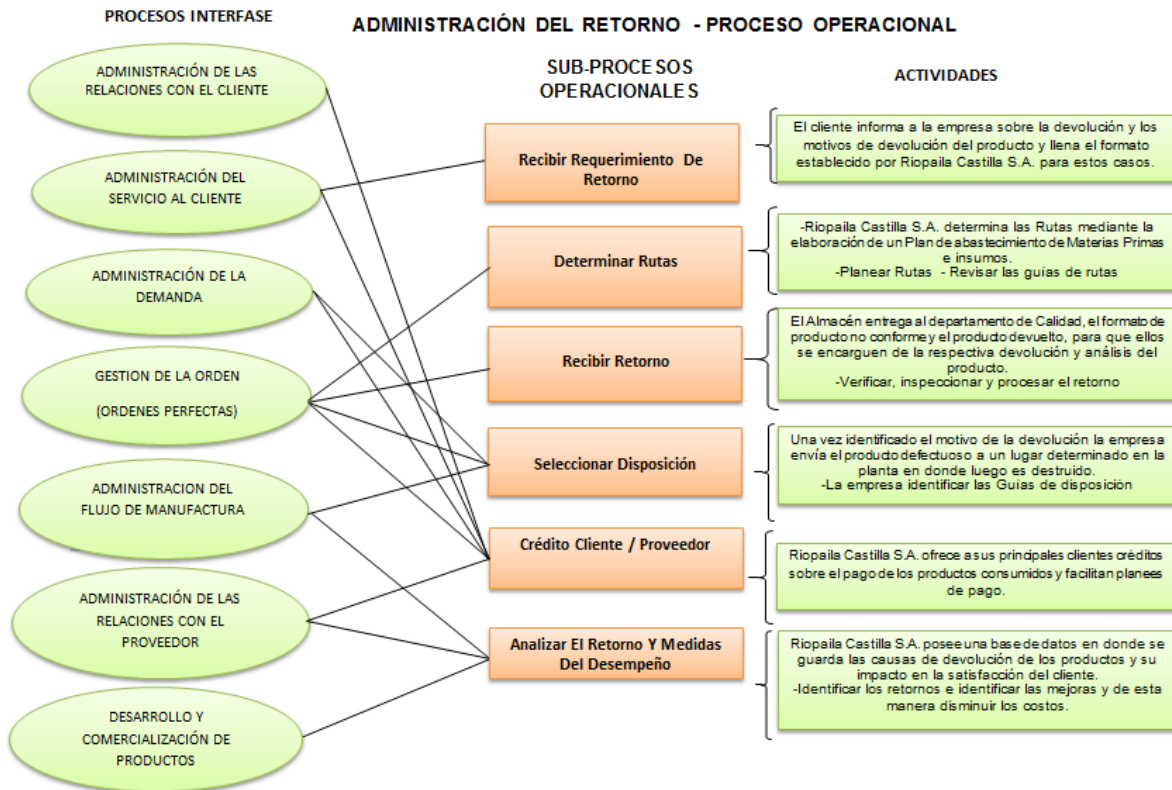 PROCESOS INTERFASE
ADMINISTRACIÓN DEL RETORNO - PROCESO OPERACIONAL
SUB-PROCESOS
OPERACIONALES
ACTIVIDADES
ADMINISTRACIÓN DE LAS
RELACIONES CON EL CLIENTE
ADMINISTRACIÓN DEL
SERVICIO AL CLIENTE
ADMINISTRACIÓN DE LA
DEMANDA
GESTION DE LA ORDEN
(ORDENES PERFECTAS)
ADMINISTRACION DEL
FLUJO DE MANUFACTURA
ADMINISTRACIÓN DE LAS
RELACIONES CON EL
PROVEEDOR
DESARROLLO Y
COMERCIALIZACIÓN DE
PRODUCTOS
Recibir Requerimiento De
Retorno
Determinar Rutas
Recibir Retorno
Seleccionar Disposición
Crédito Cliente / Proveedor
Analizar El Retorno Y Medidas
Del Desempeño
El cliente informa a la empresa sobre la devolución y los
motivos de devolución del producto y llena el formato
establecido por Riopaila Castilla S.A. para estos casos.
-Riopaila Castilla S.A. determina las Rutas mediante la
elaboración de un Plan de abastecimiento de Materias Primas
e insumos.
-Planear Rutas - Revisar las guías de rutas
El Almacén entrega al departamento de Calidad, el formato de
producto no conforme y el producto devuelto, para que ellos
se encarguen de la respectiva devolución y análisis del
producto.
-Verificar, inspeccionar y procesar el retorno
Una vez identificado el motivo de la devolución la empresa
envía el producto defectuoso a un lugar determinado en la
planta en donde luego es destruido.
-La empresa identificar las Guías de disposición
Riopaila Castilla S.A. ofrece a sus principales clientes créditos
sobre el pago de los productos consumidos y facilitan planees
de pago.
Riopaila Castilla S.A. posee una base de datos en donde se
guarda las causas de devolución de los productos y su
impacto en la satisfacción del cliente.
-Identificar los retornos e identificar las mejoras y de esta
manera disminuir los costos.